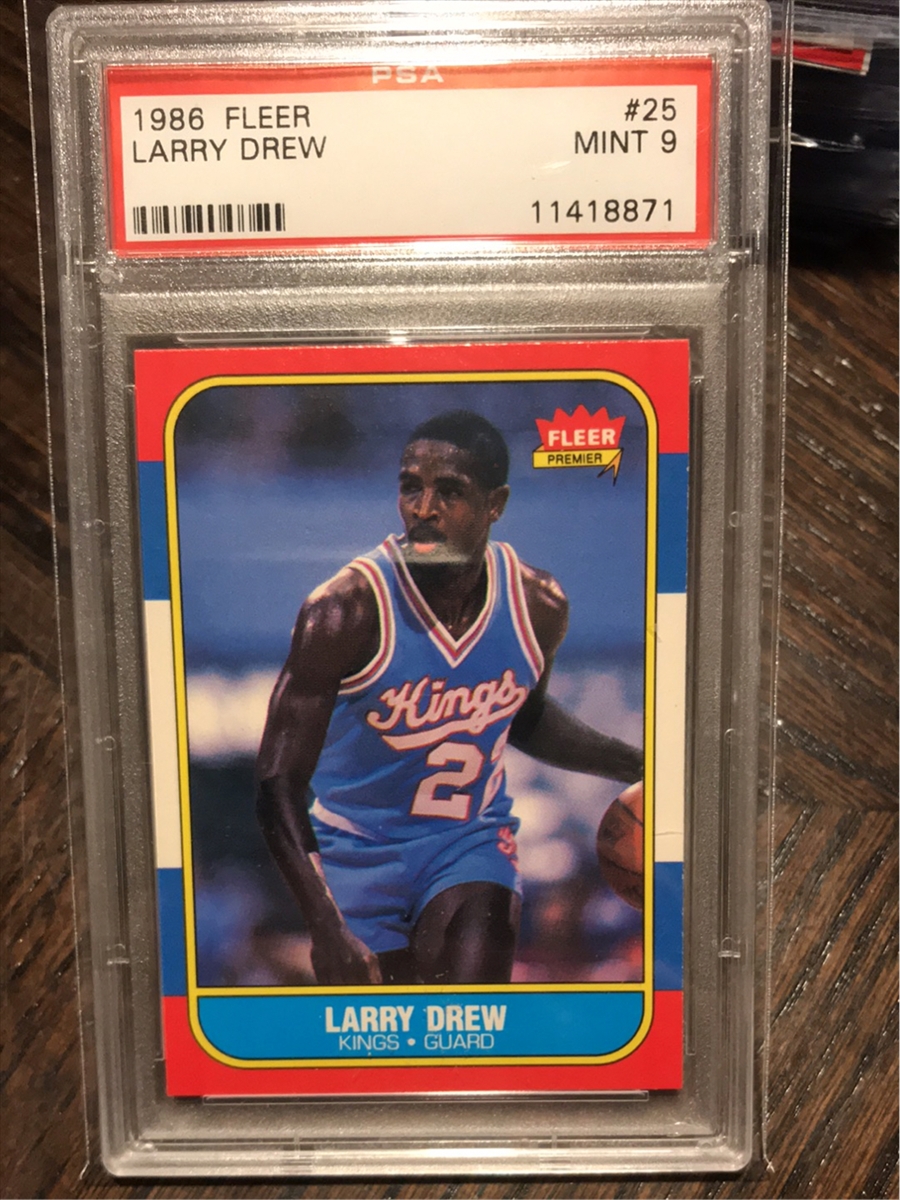 PSA
1986 FLEER #25
LARRY DREW MINT 9
11418871
FLEER
PREMIER
Kings
22
LARRY DREW
KINGS • GUARD